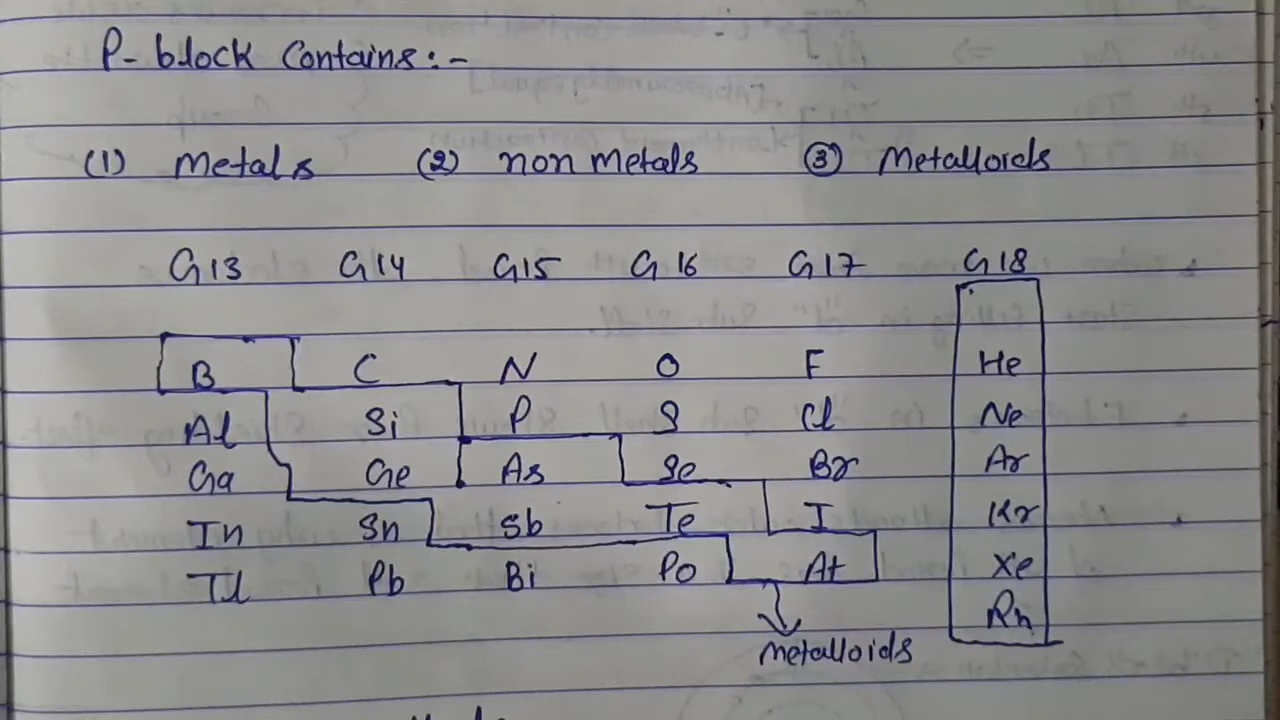 P-block Contains:-
(1) Metals (2) non metals (3) Metalloids
G13 G14 G15 G16 G17 G18
B C N O F He
Al Si P S Cl Ne
Ga Ge As Se Br Ar
In Sn Sb Te I Kr
Tl Pb Bi Po At Xe
Rn
Metalloids